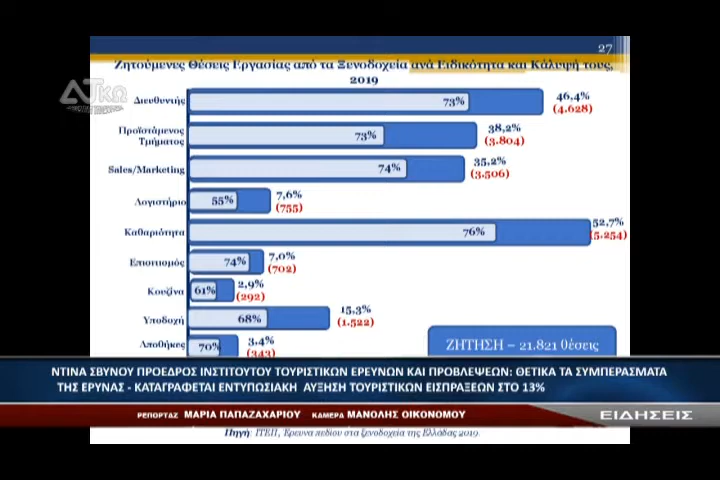 27
Ζητούμενες Θέσεις Εργασίας από τα Ξενοδοχεία ανά Ειδικότητα και Κάλυψή τους,
2019
Διευθυντής 73% 46,4% (4.628)
Προϊστάμενος Τμήματος 73% 38,2% (3.804)
Sales/Marketing 74% 35,2% (3.506)
Λογιστήριο 55% 7,6% (755)
Καθαριότητα 76% 52,7% (5.254)
Επισιτισμός 74% 7,0% (702)
Κουζίνα 61% 2,9% (292)
Υποδοχή 68% 15,3% (1.522)
Αποθήκες 70% 3,4% (343)
ΖΗΤΗΣΗ – 21.821 θέσεις
ΝΤΙΝΑ ΣΒΥΝΟΥ ΠΡΟΕΔΡΟΣ ΙΝΣΤΙΤΟΥΤΟΥ ΤΟΥΡΙΣΤΙΚΩΝ ΕΡΕΥΝΩΝ ΚΑΙ ΠΡΟΒΛΕΨΕΩΝ: ΘΕΤΙΚΑ ΤΑ ΣΥΜΠΕΡΑΣΜΑΤΑ
ΤΗΣ ΕΡΥΝΑΣ - ΚΑΤΑΓΡΑΦΕΤΑΙ ΕΝΤΥΠΩΣΙΑΚΗ ΑΥΞΗΣΗ ΤΟΥΡΙΣΤΙΚΩΝ ΕΙΣΠΡΑΞΕΩΝ ΣΤΟ 13%
ΡΕΠΟΡΤΑΖ ΜΑΡΙΑ ΠΑΠΑΖΑΧΑΡΙΟΥ ΚΑΜΕΡΑ ΜΑΝΟΛΗΣ ΟΙΚΟΝΟΜΟΥ
ΕΙΔΗΣΕΙΣ
Πηγή: ΙΤΕΠ, Έρευνα πεδίου στα ξενοδοχεία της Ελλάδας 2019.